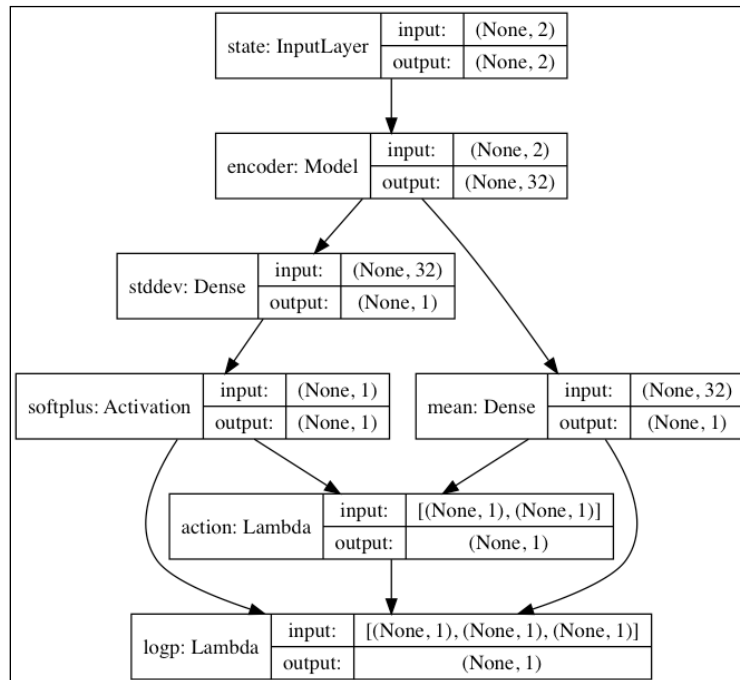 state: InputLayer
input:
(None, 2)
output:
(None, 2)
encoder: Model
input:
(None, 2)
output:
(None, 32)
stddev: Dense
input:
(None, 32)
output:
(None, 1)
softplus: Activation
input:
(None, 1)
output:
(None, 1)
mean: Dense
input:
(None, 32)
output:
(None, 1)
action: Lambda
input:
[(None, 1), (None, 1)]
output:
(None, 1)
logp: Lambda
input:
[(None, 1), (None, 1), (None, 1)]
output:
(None, 1)